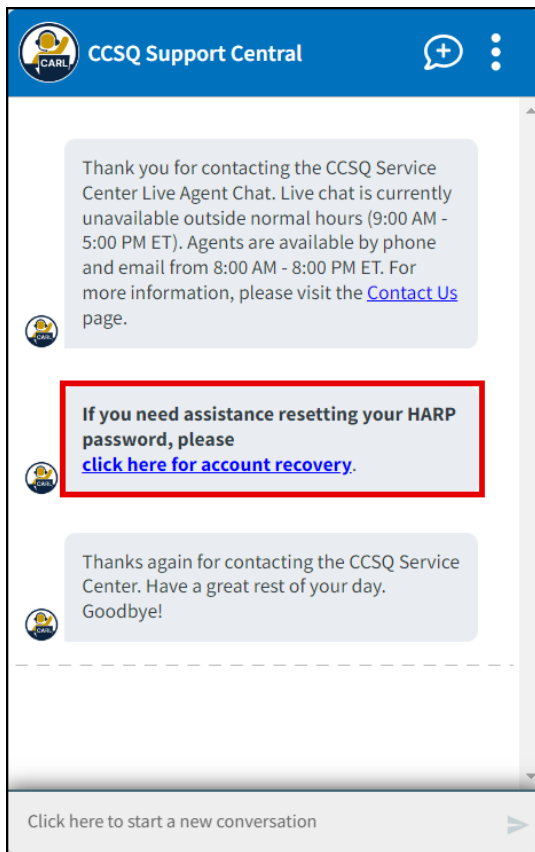 CARL
CCSQ Support Central
Thank you for contacting the CCSQ Service
Center Live Agent Chat. Live chat is currently
unavailable outside normal hours (9:00 AM -
5:00 PM ET). Agents are available by phone
and email from 8:00 AM - 8:00 PM ET. For
more information, please visit the Contact Us
page.
CARL
If you need assistance resetting your HARP
password, please
click here for account recovery.
CARL
Thanks again for contacting the CCSQ Service
Center. Have a great rest of your day.
Goodbye!
CARL
Click here to start a new conversation